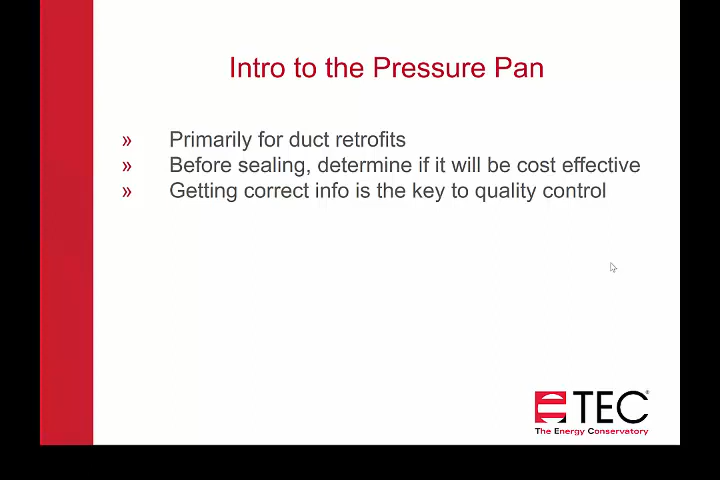 Intro to the Pressure Pan
» Primarily for duct retrofits
» Before sealing, determine if it will be cost effective
» Getting correct info is the key to quality control
TEC®
The Energy Conservatory